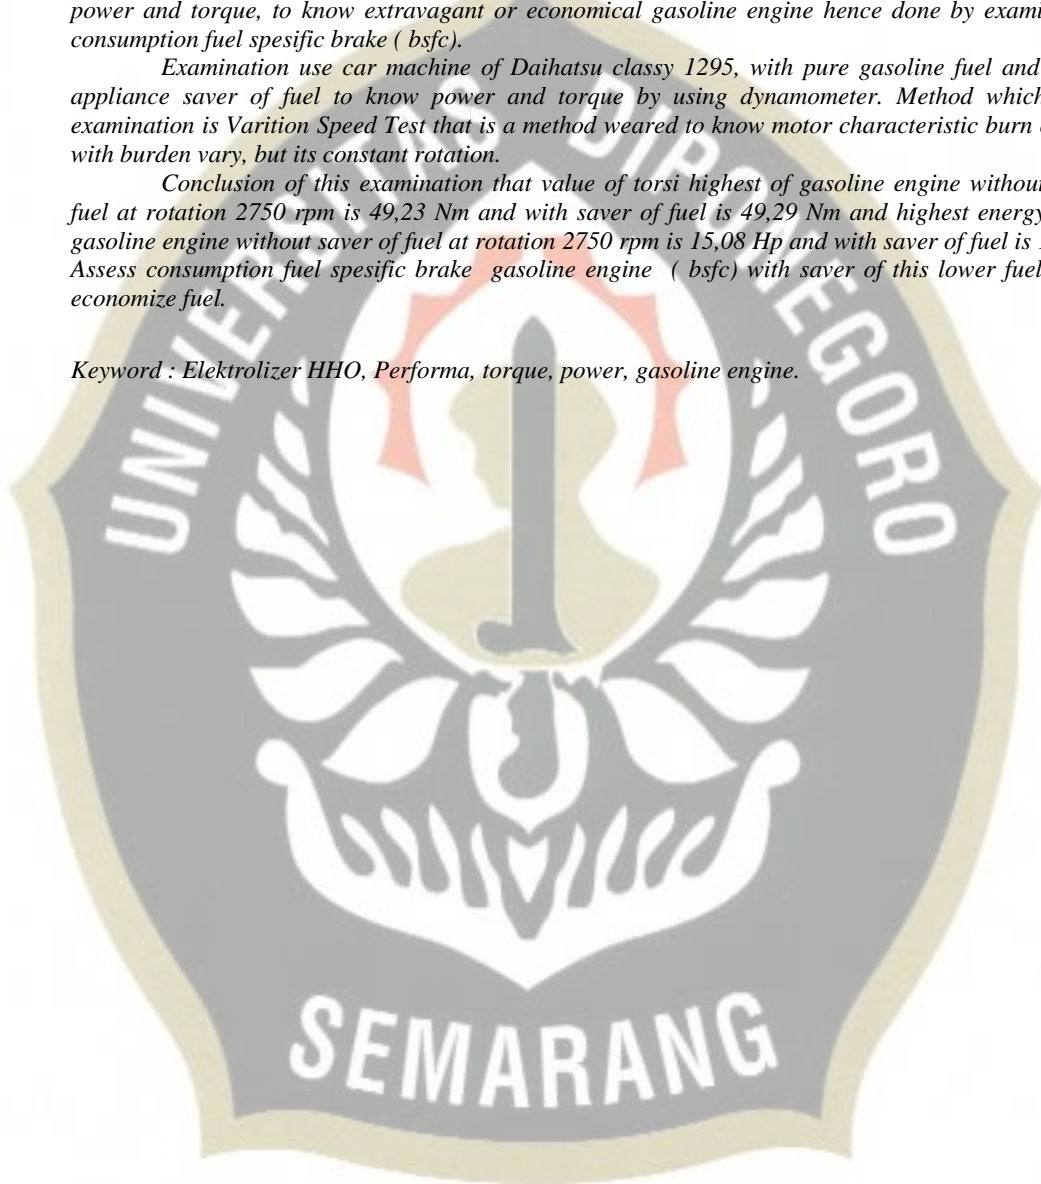 power and torque, to know extravagant or economical gasoline engine hence done by exami
consumption fuel spesific brake ( bsfc).
Examination use car machine of Daihatsu classy 1295, with pure gasoline fuel and
appliance saver of fuel to know power and torque by using dynamometer. Method which
examination is Varition Speed Test that is a method weared to know motor characteristic burn
with burden vary, but its constant rotation.
Conclusion of this examination that value of torsi highest of gasoline engine withou
fuel at rotation 2750 rpm is 49,23 Nm and with saver of fuel is 49,29 Nm and highest energy
gasoline engine without saver of fuel at rotation 2750 rpm is 15,08 Hp and with saver of fuel is
Assess consumption fuel spesific brake gasoline engine ( bsfc) with saver of this lower fuel
economize fuel.
Keyword : Elektrolizer HHO, Performa, torque, power, gasoline engine.
UNIVERSITAS DIPONEGORO
SEMARANG